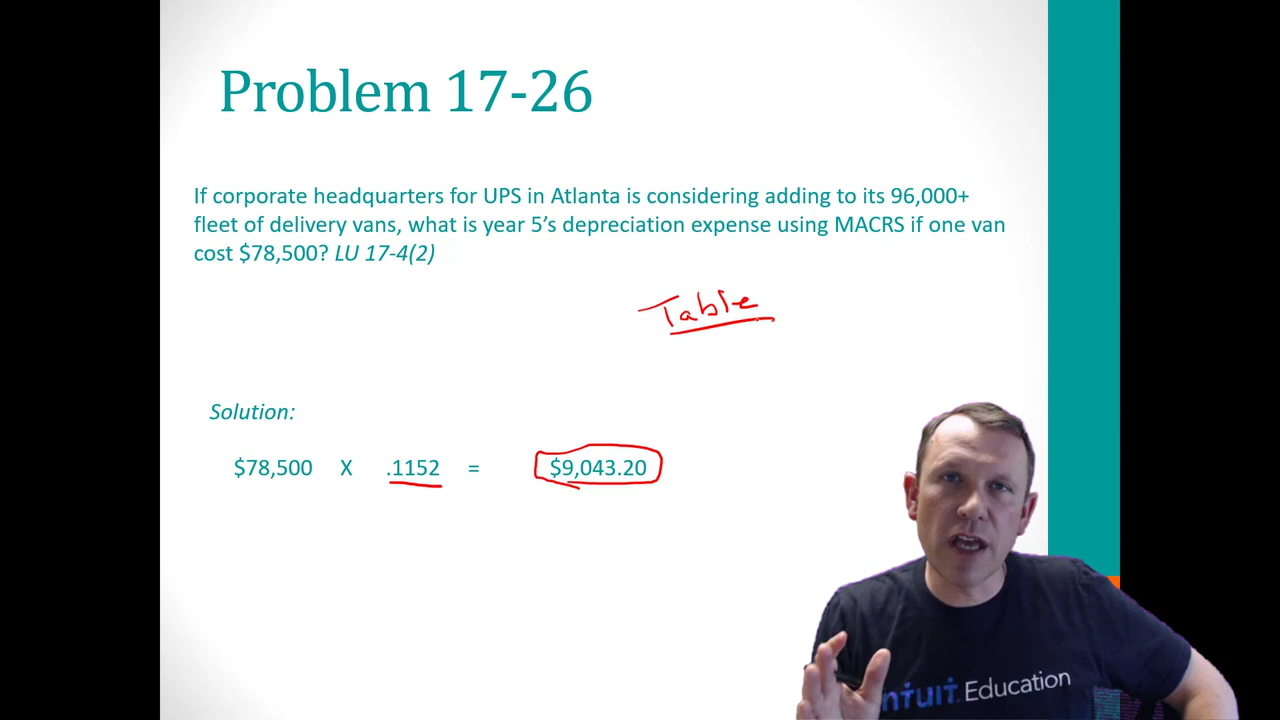 Problem 17-26
If corporate headquarters for UPS in Atlanta is considering adding to its 96,000+
fleet of delivery vans, what is year 5’s depreciation expense using MACRS if one van
cost $78,500? LU 17-4(2)
Table
Solution:
$78,500 X .1152 = $9,043.20
ntuit Education